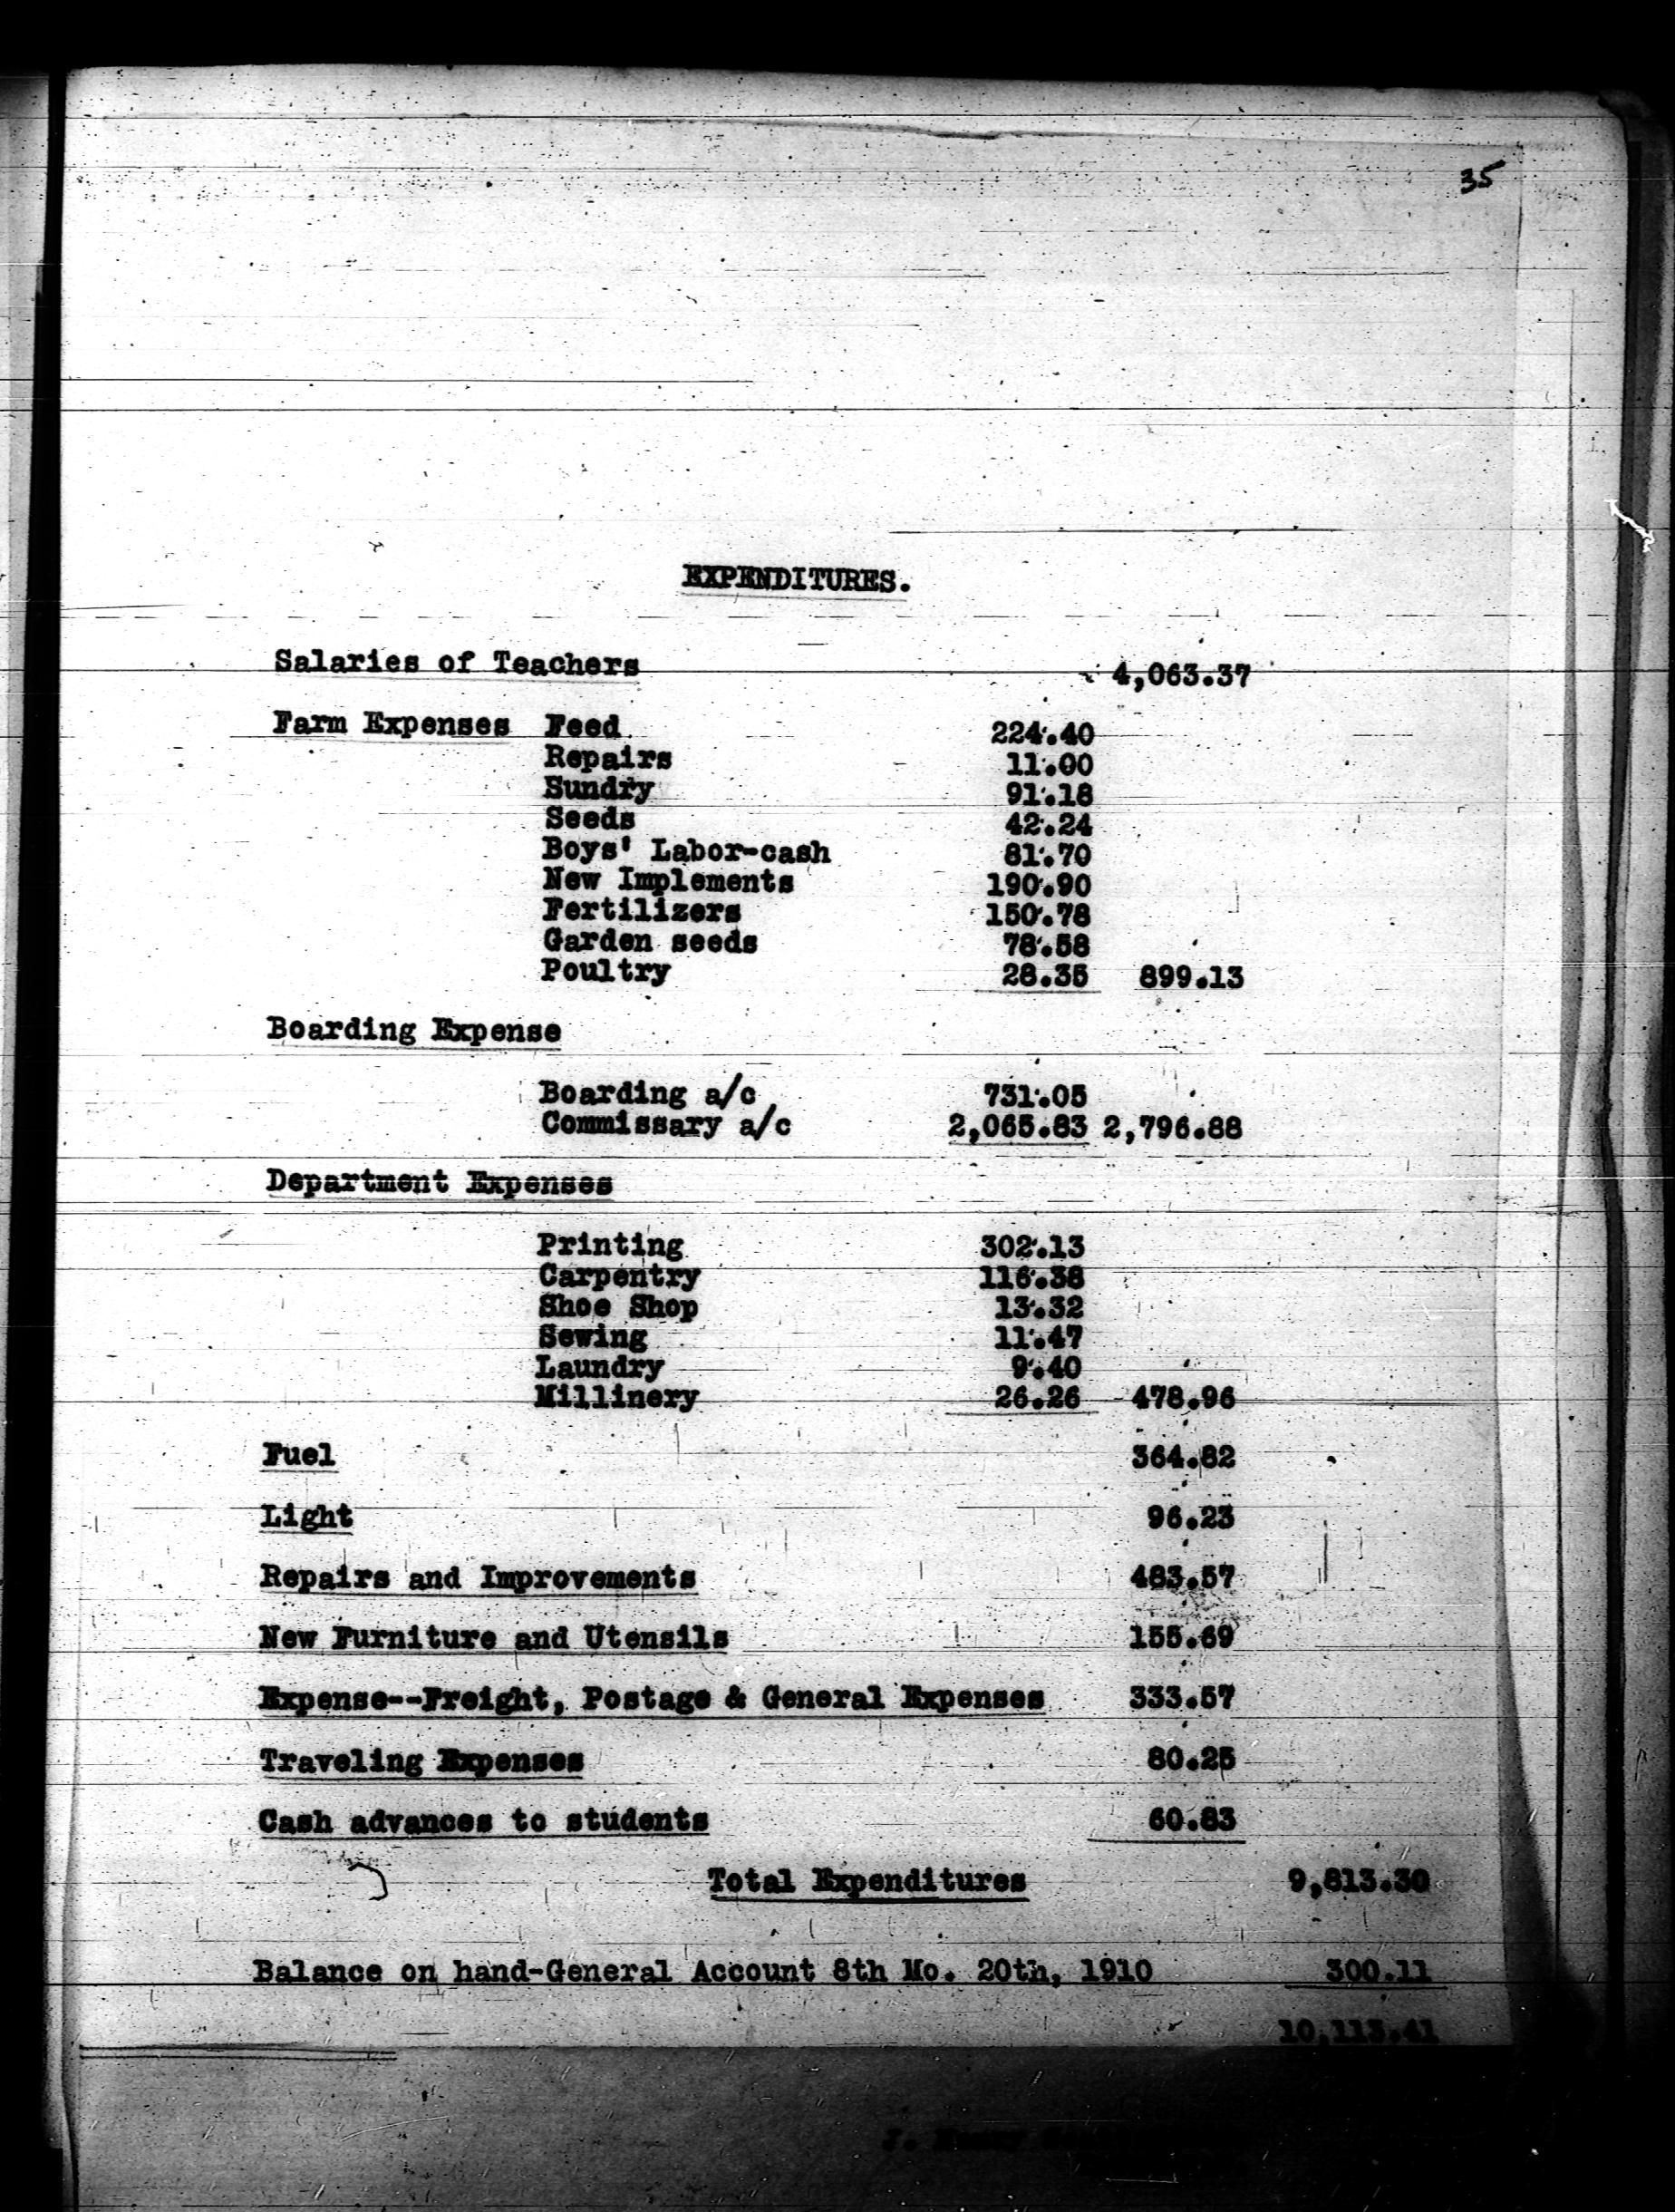 35
EXPENDITURES.
Salaries of Teachers 4,063.37
Farm Expenses Feed 224.40
Repairs 11.00
Sundry 91.18
Seeds 42.24
Boys' Labor-cash 81.70
New Implements 190.90
Fertilizers 150.78
Garden seeds 78.58
Poultry 28.35 899.13
Boarding Expense
Boarding a/c 731.05
Commissary a/c 2,065.83 2,796.88
Department Expenses
Printing 302.13
Carpentry 116.38
Shoe Shop 13.32
Sewing 11.47
Laundry 9.40
Millinery 26.26 478.96
Fuel 364.82
Light 96.23
Repairs and Improvements 483.57
New Furniture and Utensils 155.69
Expense--Freight, Postage & General Expenses 333.57
Traveling Expenses 80.25
Cash advances to students 60.83
Total Expenditures 9,813.30
Balance on hand-General Account 8th Mo. 20th, 1910 300.11
10,113.41